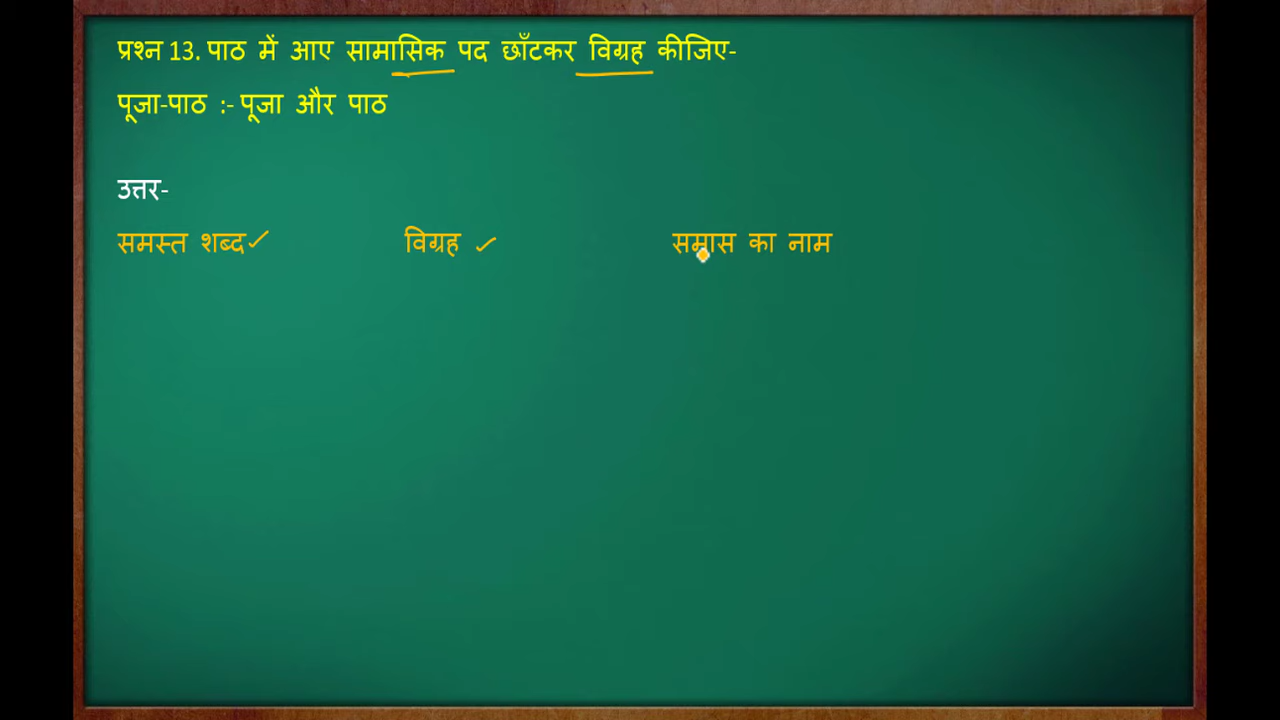 प्रश्न 13. पाठ में आए सामासिक पद छाँटकर विग्रह कीजिए-
पूजा-पाठ :- पूजा और पाठ
उत्तर-
समस्त शब्द विग्रह समास का नाम